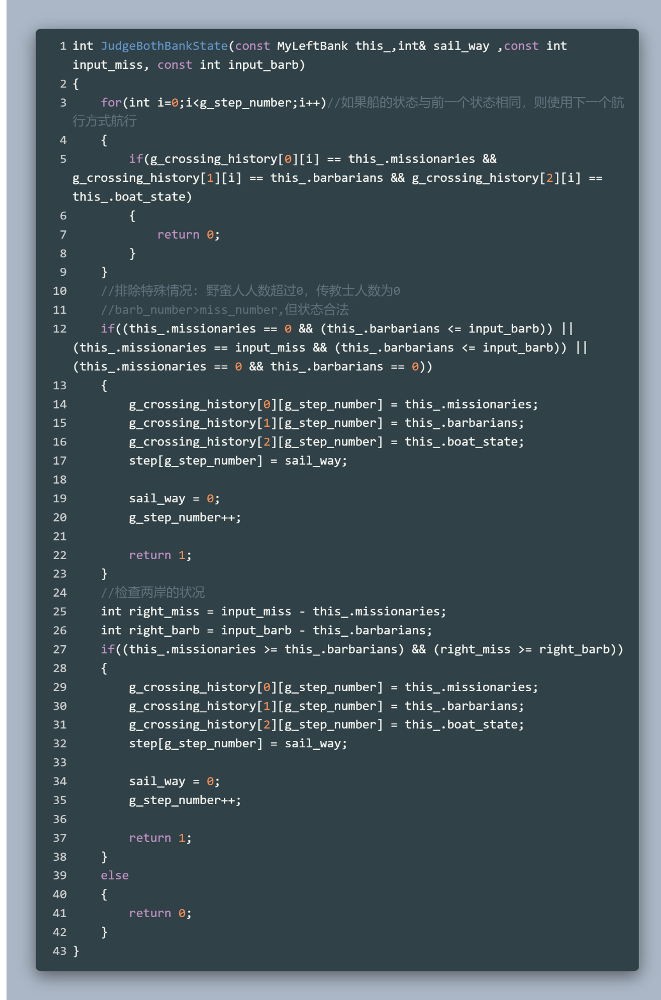 1 int JudgeBothBankState(const MyLeftBank this_,int& sail_way ,const int
input_miss, const int input_barb)
2 {
3     for(int i=0;i<g_step_number;i++)//如果船的状态与前一个状态相同，则使用下一个航
行方式航行
4     {
5         if(g_crossing_history[0][i] == this_.missionaries &&
g_crossing_history[1][i] == this_.barbarians && g_crossing_history[2][i] ==
this_.boat_state)
6         {
7             return 0;
8         }
9     }
10     //排除特殊情况：野蛮人人数超过0，传教士人数为0
11     //barb_number>miss_number,但状态合法
12     if((this_.missionaries == 0 && (this_.barbarians <= input_barb)) ||
(this_.missionaries == input_miss && (this_.barbarians <= input_barb)) ||
(this_.missionaries == 0 && this_.barbarians == 0))
13     {
14         g_crossing_history[0][g_step_number] = this_.missionaries;
15         g_crossing_history[1][g_step_number] = this_.barbarians;
16         g_crossing_history[2][g_step_number] = this_.boat_state;
17         step[g_step_number] = sail_way;
18
19         sail_way = 0;
20         g_step_number++;
21
22         return 1;
23     }
24     //检查两岸的状况
25     int right_miss = input_miss - this_.missionaries;
26     int right_barb = input_barb - this_.barbarians;
27     if((this_.missionaries >= this_.barbarians) && (right_miss >= right_barb))
28     {
29         g_crossing_history[0][g_step_number] = this_.missionaries;
30         g_crossing_history[1][g_step_number] = this_.barbarians;
31         g_crossing_history[2][g_step_number] = this_.boat_state;
32         step[g_step_number] = sail_way;
33
34         sail_way = 0;
35         g_step_number++;
36
37         return 1;
38     }
39     else
40     {
41         return 0;
42     }
43 }